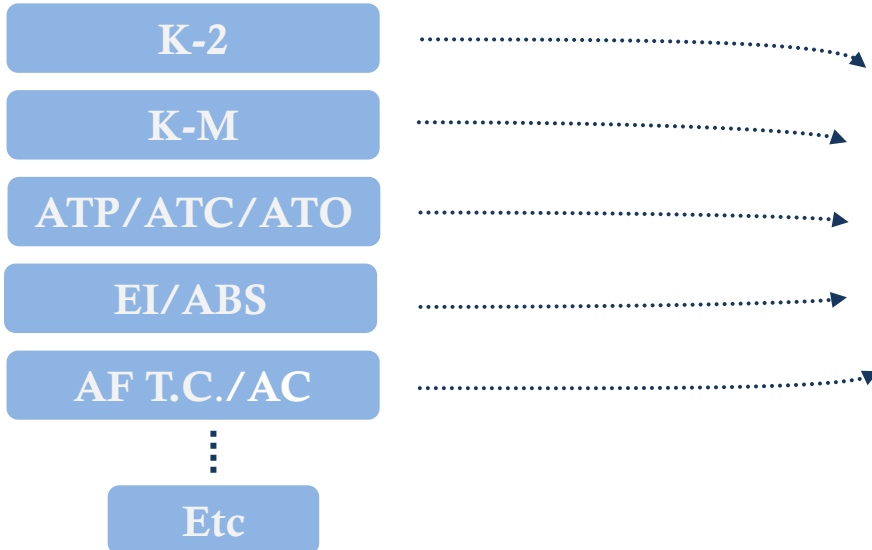 K-2
K-M
ATP/ATC/ATO
EI/ABS
AF T.C./AC
Etc